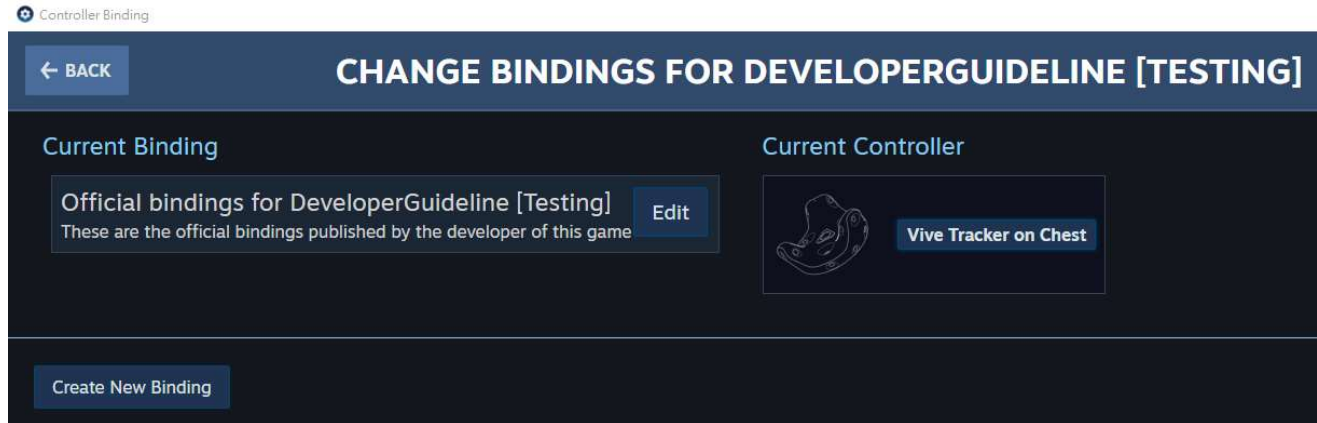 Controller Binding
← BACK
CHANGE BINDINGS FOR DEVELOPERGUIDELINE [TESTING]
Current Binding
Official bindings for DeveloperGuideline [Testing]
These are the official bindings published by the developer of this game
Edit
Current Controller
Vive Tracker on Chest
Create New Binding